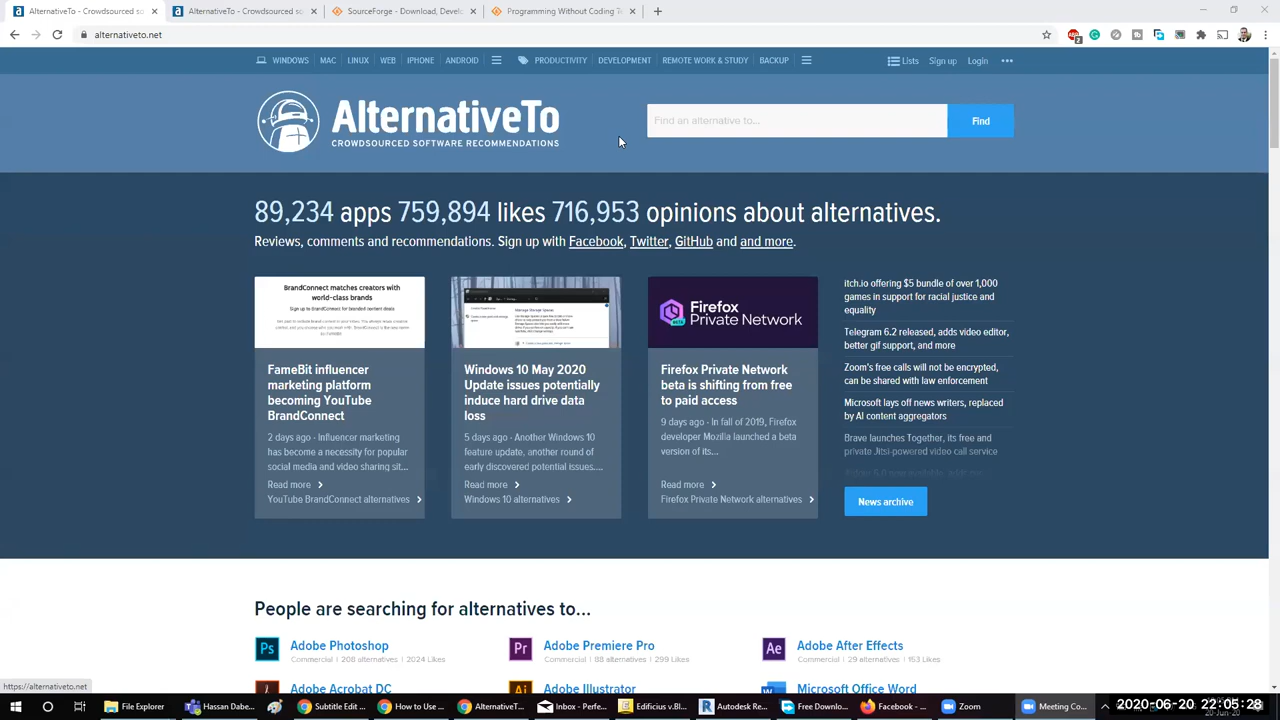 AlternativeTo - Crowdsourced so
AlternativeTo - Crowdsourced sof
SourceForge - Download, Develo
Programming Without Coding Te
alternativeto.net
WINDOWS MAC LINUX WEB IPHONE ANDROID PRODUCTIVITY DEVELOPMENT REMOTE WORK & STUDY BACKUP Lists Sign up Login
AlternativeTo
CROWDSOURCED SOFTWARE RECOMMENDATIONS
Find an alternative to...
Find
89,234 apps 759,894 likes 716,953 opinions about alternatives.
Reviews, comments and recommendations. Sign up with Facebook, Twitter, GitHub and and more.
BrandConnect matches creators with
world-class brands
FameBit influencer
marketing platform
becoming YouTube
BrandConnect
2 days ago - Influencer marketing
has become a necessity for popular
social media and video sharing sit...
Read more
YouTube BrandConnect alternatives
Windows 10 May 2020
Update issues potentially
induce hard drive data
loss
5 days ago - Another Windows 10
feature update, another round of
early discovered potential issues....
Read more
Windows 10 alternatives
Firefox
Private Network
BETA
Firefox Private Network
beta is shifting from free
to paid access
9 days ago - In fall of 2019, Firefox
developer Mozilla launched a beta
version of its...
Read more
Firefox Private Network alternatives
itch.io offering $5 bundle of over 1,000
games in support for racial justice and
equality
Telegram 6.2 released, adds video editor,
better gif support, and more
Zoom's free calls will not be encrypted,
can be shared with law enforcement
Microsoft lays off news writers, replaced
by AI content aggregators
Brave launches Together, its free and
private Jitsi-powered video call service
News archive
People are searching for alternatives to...
Ps Adobe Photoshop
Commercial | 208 alternatives | 2024 Likes
Pr Adobe Premiere Pro
Commercial | 88 alternatives | 299 Likes
Ae Adobe After Effects
Commercial | 29 alternatives | 153 Likes
Adobe Acrobat DC
Ai Adobe Illustrator
Microsoft Office Word
https://alternativeto.net
File Explorer
Hassan Dabe...
Subtitle Edit ...
How to Use ...
AlternativeT...
Inbox - Perfe...
Edificius v.Bl...
Autodesk Re...
Free Downlo...
Facebook - ...
Zoom
Meeting Co...
2020-06-20 22:05:28
20-Jun-20